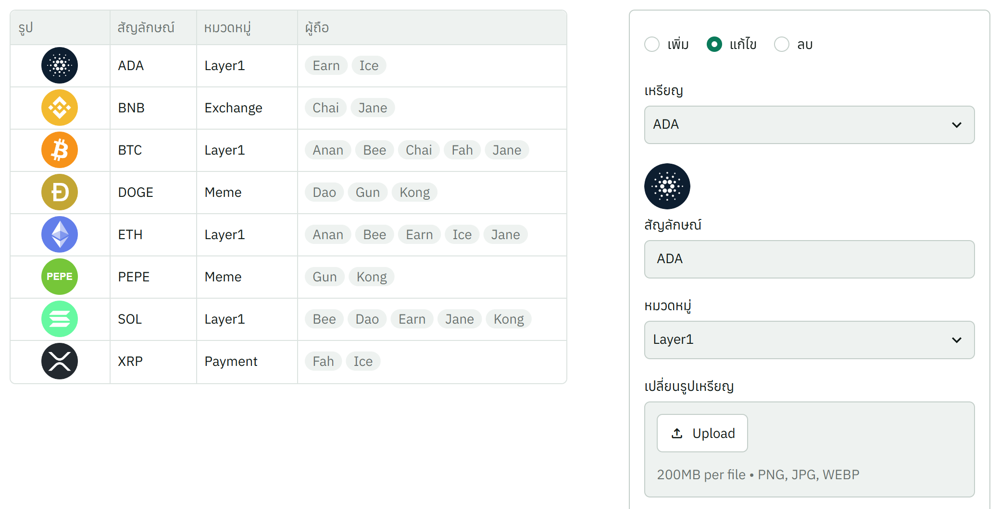 รูป สัญลักษณ์ หมวดหมู่ ผู้ถือ
ADA Layer1 Earn Ice
BNB Exchange Chai Jane
BTC Layer1 Anan Bee Chai Fah Jane
DOGE Meme Dao Gun Kong
ETH Layer1 Anan Bee Earn Ice Jane
PEPE PEPE Meme Gun Kong
SOL Layer1 Bee Dao Earn Jane Kong
XRP Payment Fah Ice
เพิ่ม แก้ไข ลบ
เหรียญ
ADA
สัญลักษณ์
ADA
หมวดหมู่
Layer1
เปลี่ยนรูปเหรียญ
Upload
200MB per file • PNG, JPG, WEBP